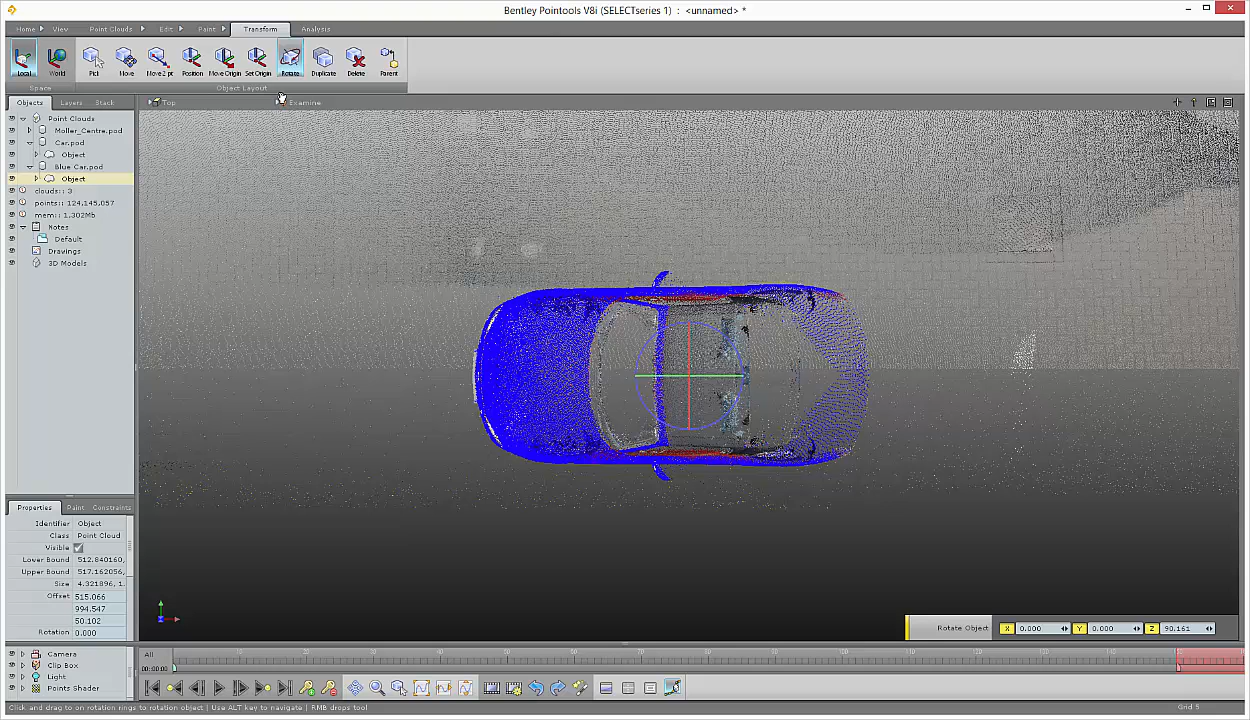 Bentley Pointools V8i (SELECTseries 1) : <unnamed> *
Home View Point Clouds Edit Paint Transform Analysis
Local World Pick Move Move 2 pt Position Move Origin Set Origin Rotate Duplicate Delete Parent
Space Object Layout
Objects Layers Stack Top Examine
Point Clouds
Moller_Centre.pod
Car.pod
Object
Blue Car.pod
Object
clouds:: 3
points:: 124,145,057
mem:: 1,302Mb
Notes
Default
Drawings
3D Models
Properties Paint Constraints
Identifier Object
Class Point Cloud
Visible
Lower Bound 512.840160,
Upper Bound 517.162056,
Size 4.321896, 1.
Offset 515.066
994.547
50.102
Rotation 0.000
Rotate Object X 0.000 Y 0.000 Z 90.161
Camera
Clip Box
Light
Points Shader
All
00:00:00
Click and drag on rotation rings to rotation object | Use ALT key to navigate | RMB drops tool
Grid 5